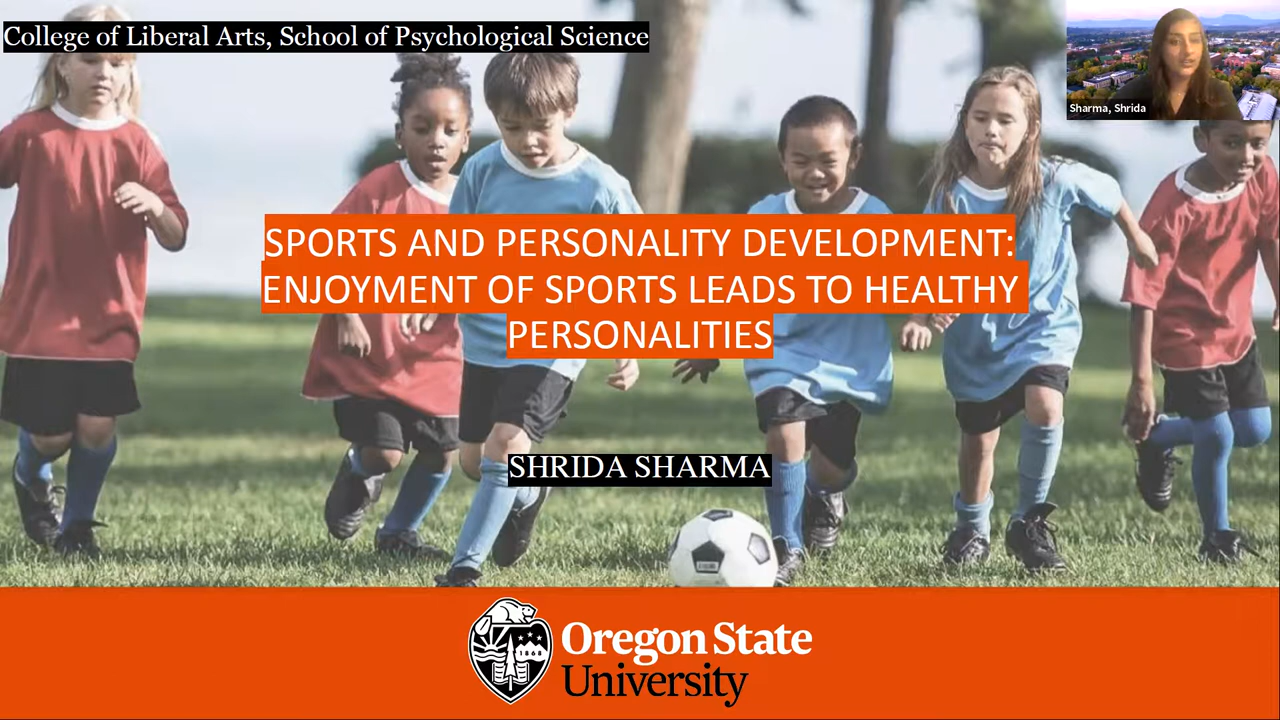 College of Liberal Arts, School of Psychological Science
Sharma, Shrida
SPORTS AND PERSONALITY DEVELOPMENT:
ENJOYMENT OF SPORTS LEADS TO HEALTHY
PERSONALITIES
SHRIDA SHARMA
1868
Oregon State
University